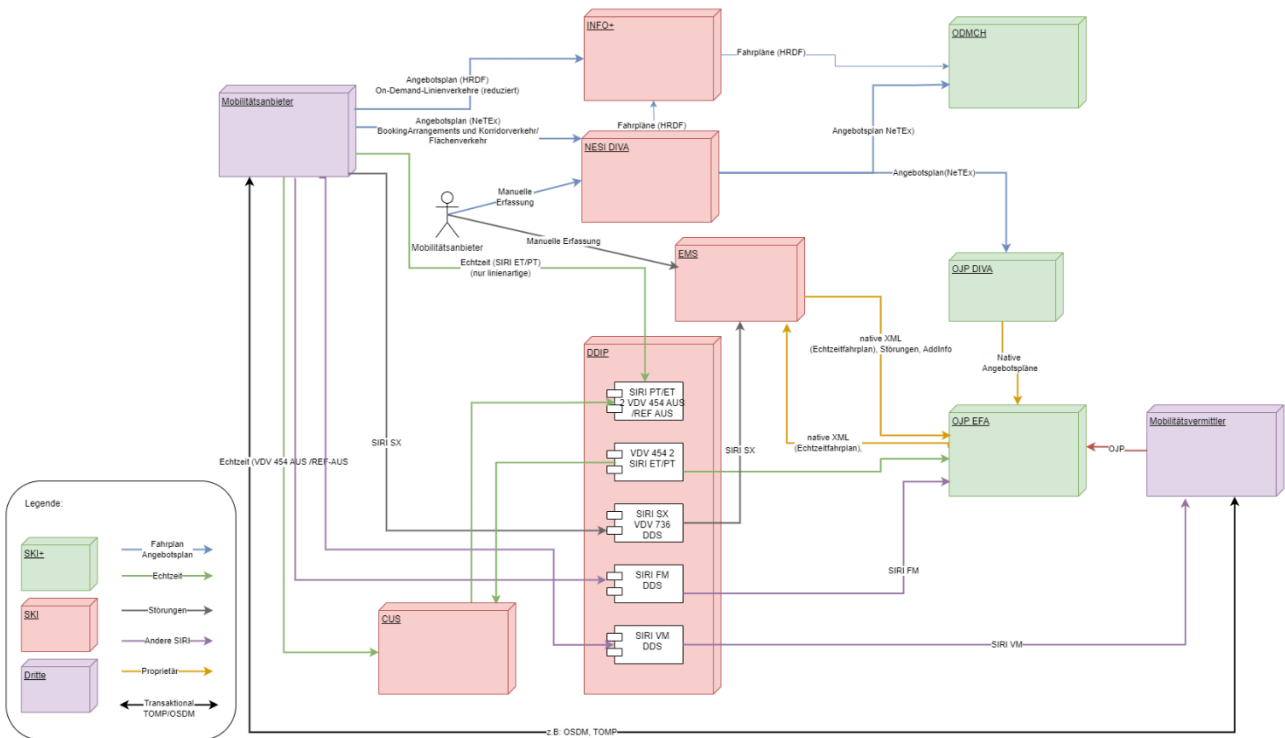 INFO+
ODMCH
Fahrpläne (HRDF)
Angebotsplan (HRDF)
On-Demand-Linienverkehre (reduziert)
Mobilitätsanbieter
Angebotsplan (NeTEx)
BookingArrangements und Korridorverkehr/
Flächenverkehr
Fahrpläne (HRDF)
NESI DIVA
Angebotsplan NeTEx)
Angebotsplan(NeTEx)
Manuelle
Erfassung
Mobilitätsanbieter
Manuelle Erfassung
EMS
Echtzeit (SIRI ET/PT)
(nur linienartige)
OJP DIVA
native XML
(Echtzeitfahrplan), Störungen, AddInfo
Native
Angebotspläne
DDIP
SIRI PT/ET
2 VDV 454 AUS
/REF AUS
OJP EFA
Mobilitätsvermittler
SIRI SX
native XML
(Echtzeitfahrplan),
SIRI SX
OJP
Echtzeit (VDV 454 AUS /REF-AUS
VDV 454 2
SIRI ET/PT
Legende:
SIRI SX
VDV 736
DDS
SKI+
Fahrplan
Angebotsplan
Echtzeit
SIRI FM
DDS
SIRI FM
SKI
Störungen
CUS
Andere SIRI
SIRI VM
DDS
SIRI VM
Dritte
Proprietär
Transaktional
TOMP/OSDM
z.B: OSDM, TOMP